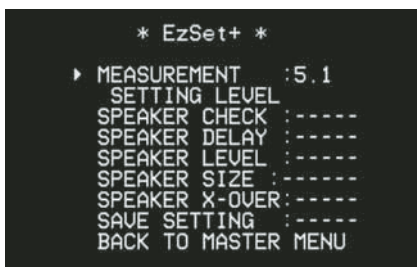 * EzSet+ *
MEASUREMENT :5.1
SETTING LEVEL
SPEAKER CHECK :-----
SPEAKER DELAY :-----
SPEAKER LEVEL :-----
SPEAKER SIZE :------
SPEAKER X-OVER:-----
SAVE SETTING :-----
BACK TO MASTER MENU